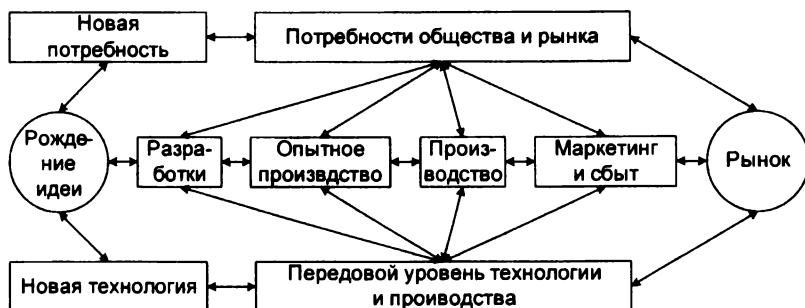 Новая
потребность
Потребности общества и рынка
Рожде-
ние
идеи
Разра-
ботки
Опытное
произвдство
Произ-
водство
Маркетинг
и сбыт
Рынок
Новая технология
Передовой уровень технологии
и проиводства